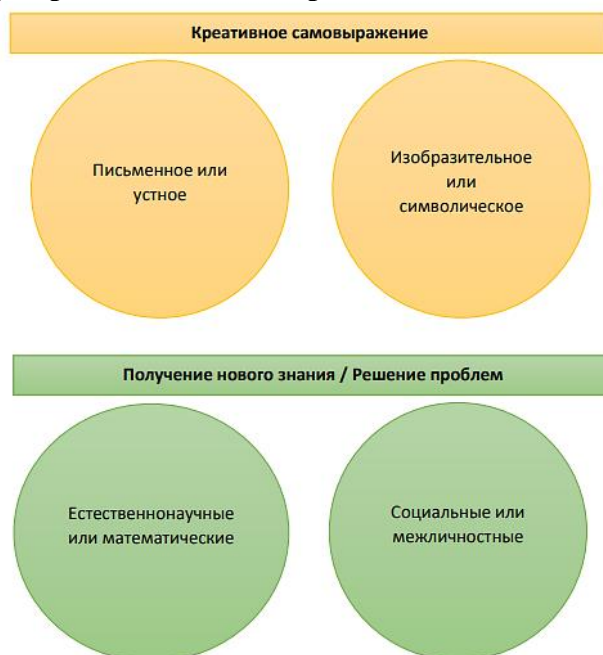 Креативное самовыражение
Письменное или
устное
Изобразительное
или
символическое
Получение нового знания / Решение проблем
Естественнонаучные
или математические
Социальные или
межличностные